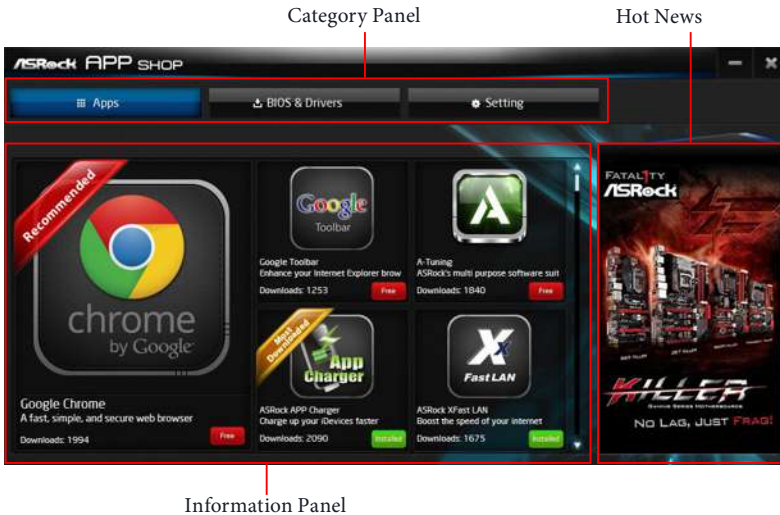 Category Panel
Hot News
ASRock APP SHOP
Apps
BIOS & Drivers
Setting
Recommended
chrome
by Google
Google Chrome
A fast, simple, and secure web browser
Downloads: 1994
Free
Google
Toolbar
Google Toolbar
Enhance your Internet Explorer brow
Downloads: 1253
Free
A
A-Tuning
ASRock's multi purpose software suit
Downloads: 1840
Free
Most Downloaded
App
Charger
ASRock APP Charger
Charge up your iDevices faster
Downloads: 2090
Installed
X
Fast LAN
ASRock XFast LAN
Boost the speed of your internet
Downloads: 1675
Installed
FATAL1TY
ASRock
KILLER
GAMING SERIES MOTHERBOARDS
NO LAG, JUST FRAG!
Information Panel